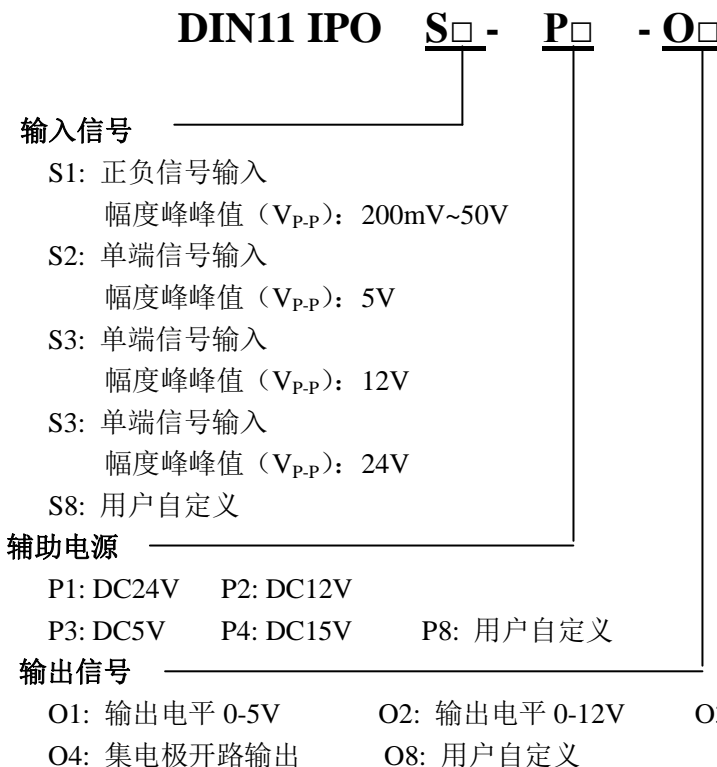 DIN11 IPO S□ - P□ - O□
输入信号
S1: 正负信号输入
幅度峰峰值（VP-P）：200mV~50V
S2: 单端信号输入
幅度峰峰值（VP-P）：5V
S3: 单端信号输入
幅度峰峰值（VP-P）：12V
S3: 单端信号输入
幅度峰峰值（VP-P）：24V
S8: 用户自定义
辅助电源
P1: DC24V P2: DC12V
P3: DC5V P4: DC15V P8: 用户自定义
输出信号
O1: 输出电平 0-5V O2: 输出电平 0-12V
O4: 集电极开路输出 O8: 用户自定义